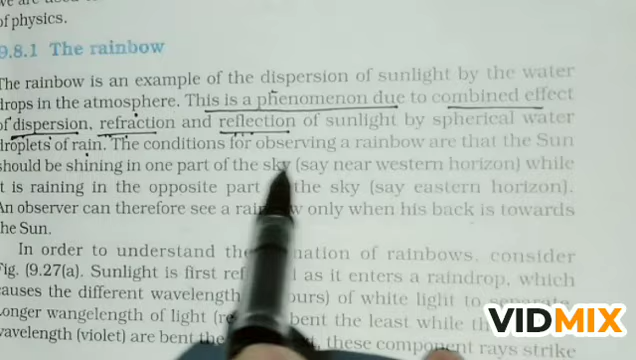 of physics.
9.8.1 The rainbow
The rainbow is an example of the dispersion of sunlight by the water
drops in the atmosphere. This is a phenomenon due to combined effect
of dispersion, refraction and reflection of sunlight by spherical water
droplets of rain. The conditions for observing a rainbow are that the Sun
should be shining in one part of the sky (say near western horizon) while
it is raining in the opposite part the sky (say eastern horizon).
An observer can therefore see a only when his back is towards
the Sun.
In order to understand the of rainbows, consider
Fig. (9.27(a). Sunlight is first as it enters a raindrop, which
causes the different of white light to separate.
Longer wangelength of light bent the least while the
wavelength (violet) are bent the these component rays strike
VIDMIX